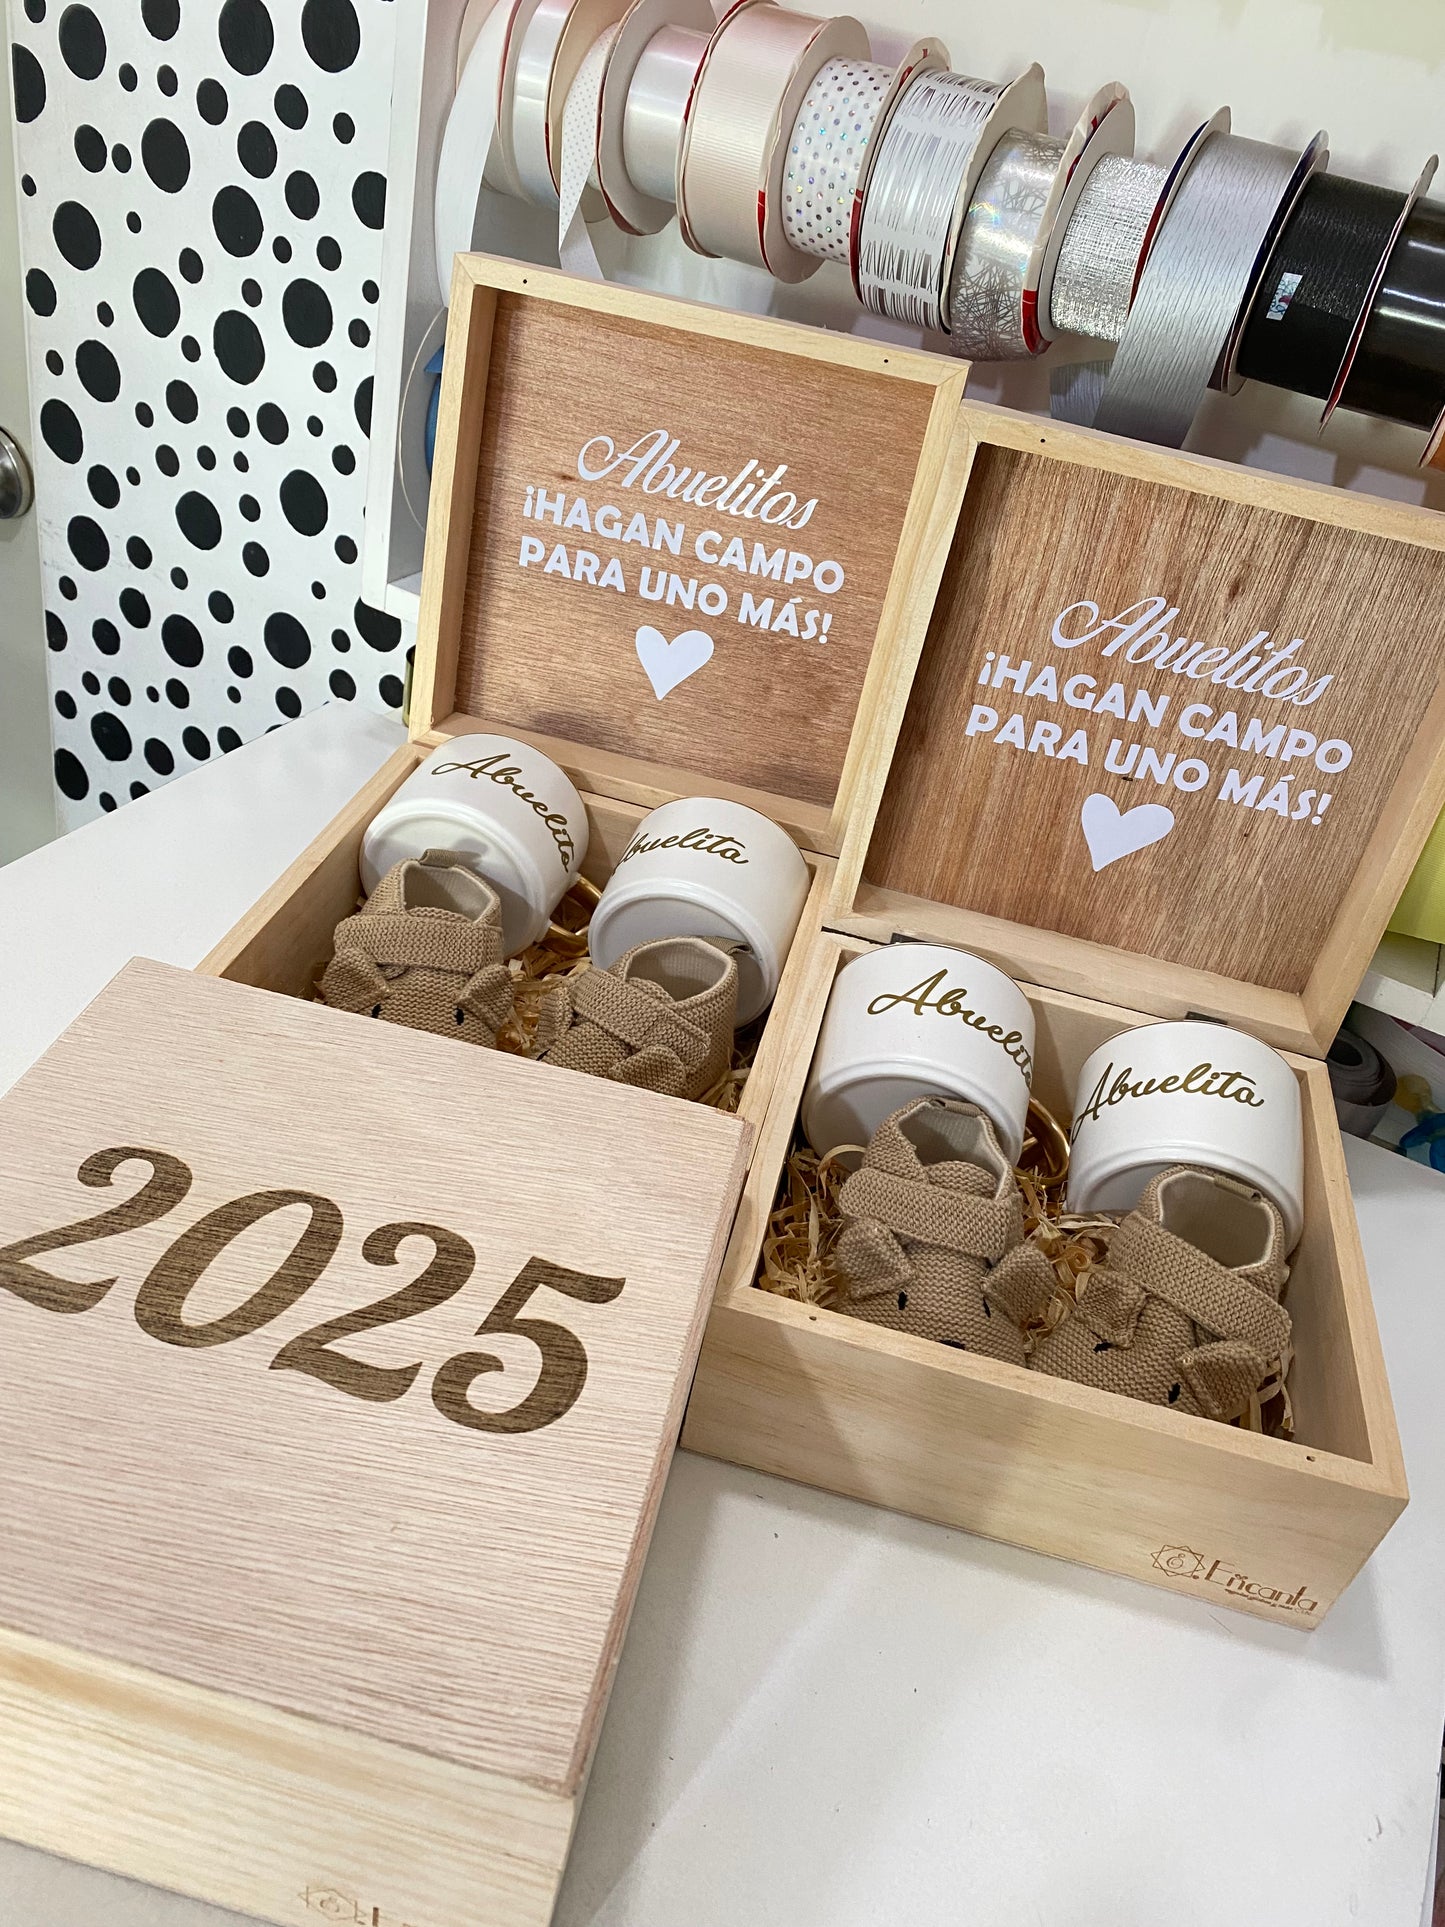 Abuelitos
¡HAGAN CAMPO
PARA UNO MÁS!
Abuelitos
¡HAGAN CAMPO
PARA UNO MÁS!
Abuelito
Abuelita
Abuelito
Abuelita
2025
Encanta